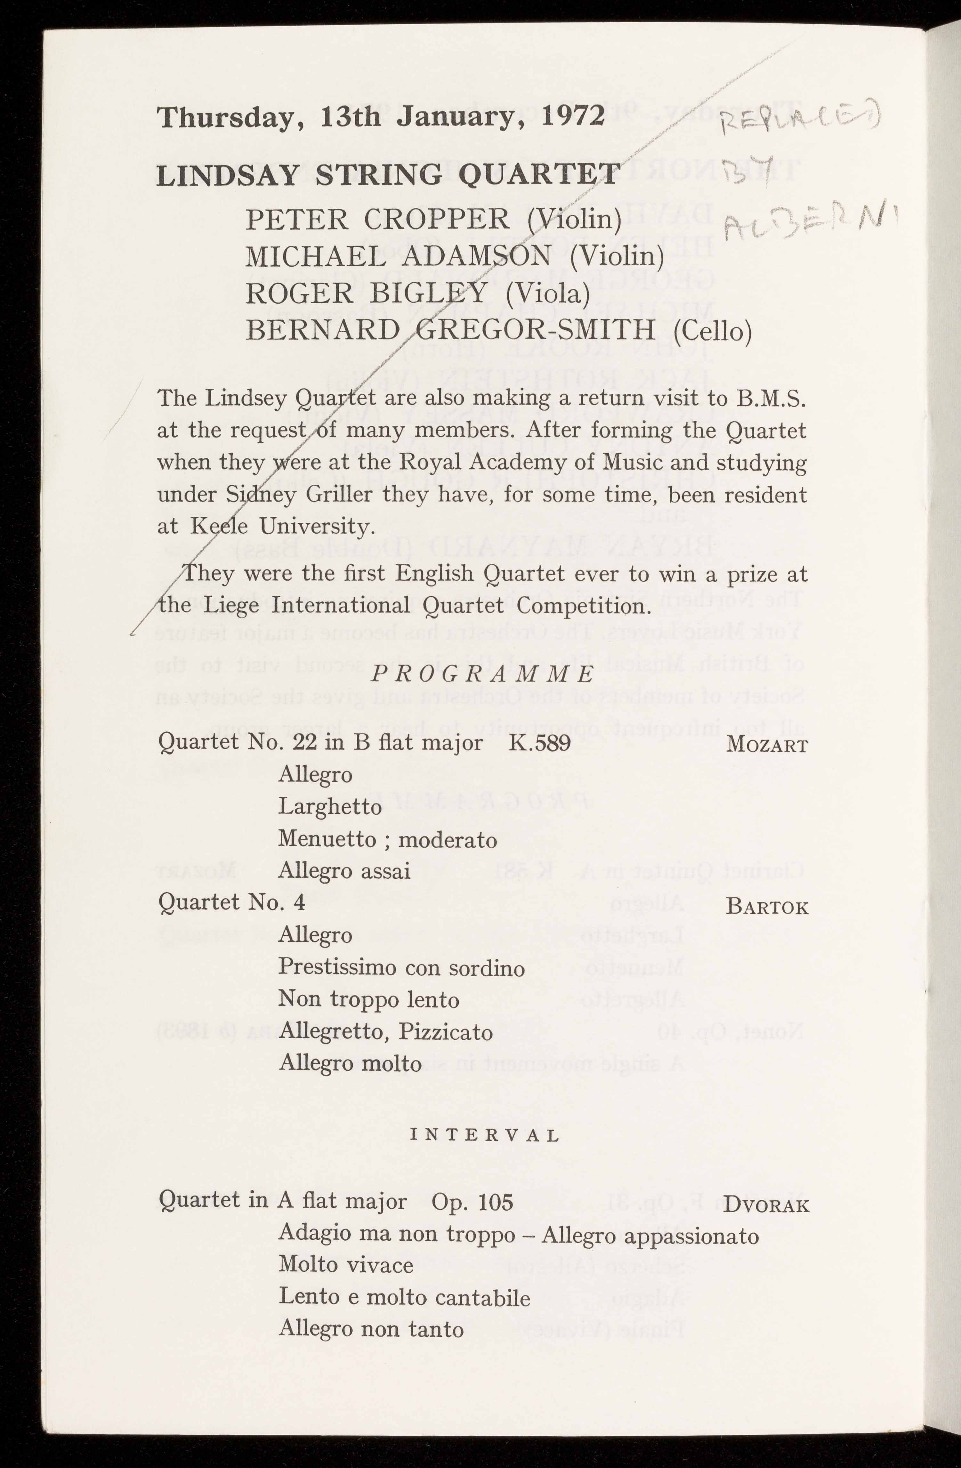 Thursday, 13th January, 1972
REPLACED
LINDSAY STRING QUARTET
BY
PETER CROPPER (Violin)
ALBERNI
MICHAEL ADAMSON (Violin)
ROGER BIGLEY (Viola)
BERNARD GREGOR-SMITH (Cello)
The Lindsey Quartet are also making a return visit to B.M.S.
at the request of many members. After forming the Quartet
when they were at the Royal Academy of Music and studying
under Sidney Griller they have, for some time, been resident
at Keele University.
They were the first English Quartet ever to win a prize at
the Liege International Quartet Competition.
PROGRAMME
Quartet No. 22 in B flat major K.589 MOZART
Allegro
Larghetto
Menuetto ; moderato
Allegro assai
Quartet No. 4 BARTOK
Allegro
Prestissimo con sordino
Non troppo lento
Allegretto, Pizzicato
Allegro molto
INTERVAL
Quartet in A flat major Op. 105 DVORAK
Adagio ma non troppo – Allegro appassionato
Molto vivace
Lento e molto cantabile
Allegro non tanto